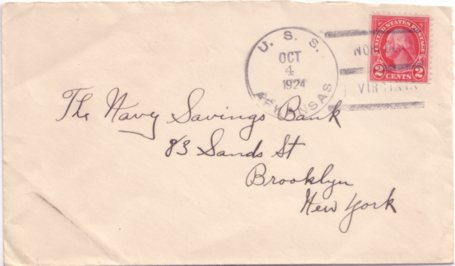 U. S. S.
OCT
4
1924
ARKANSAS
VIRGINIA
UNITED STATES POSTAGE
2 CENTS 2
The Navy Savings Bank
83 Sands St
Brooklyn
New York